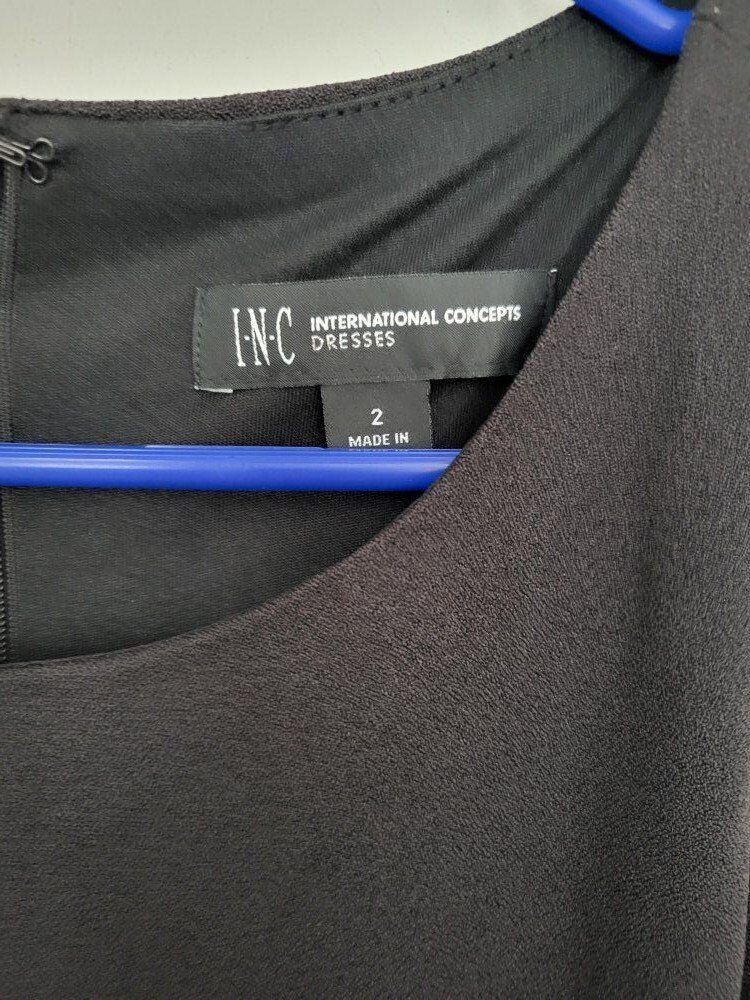 I·N·C INTERNATIONAL CONCEPTS
DRESSES
2
MADE IN